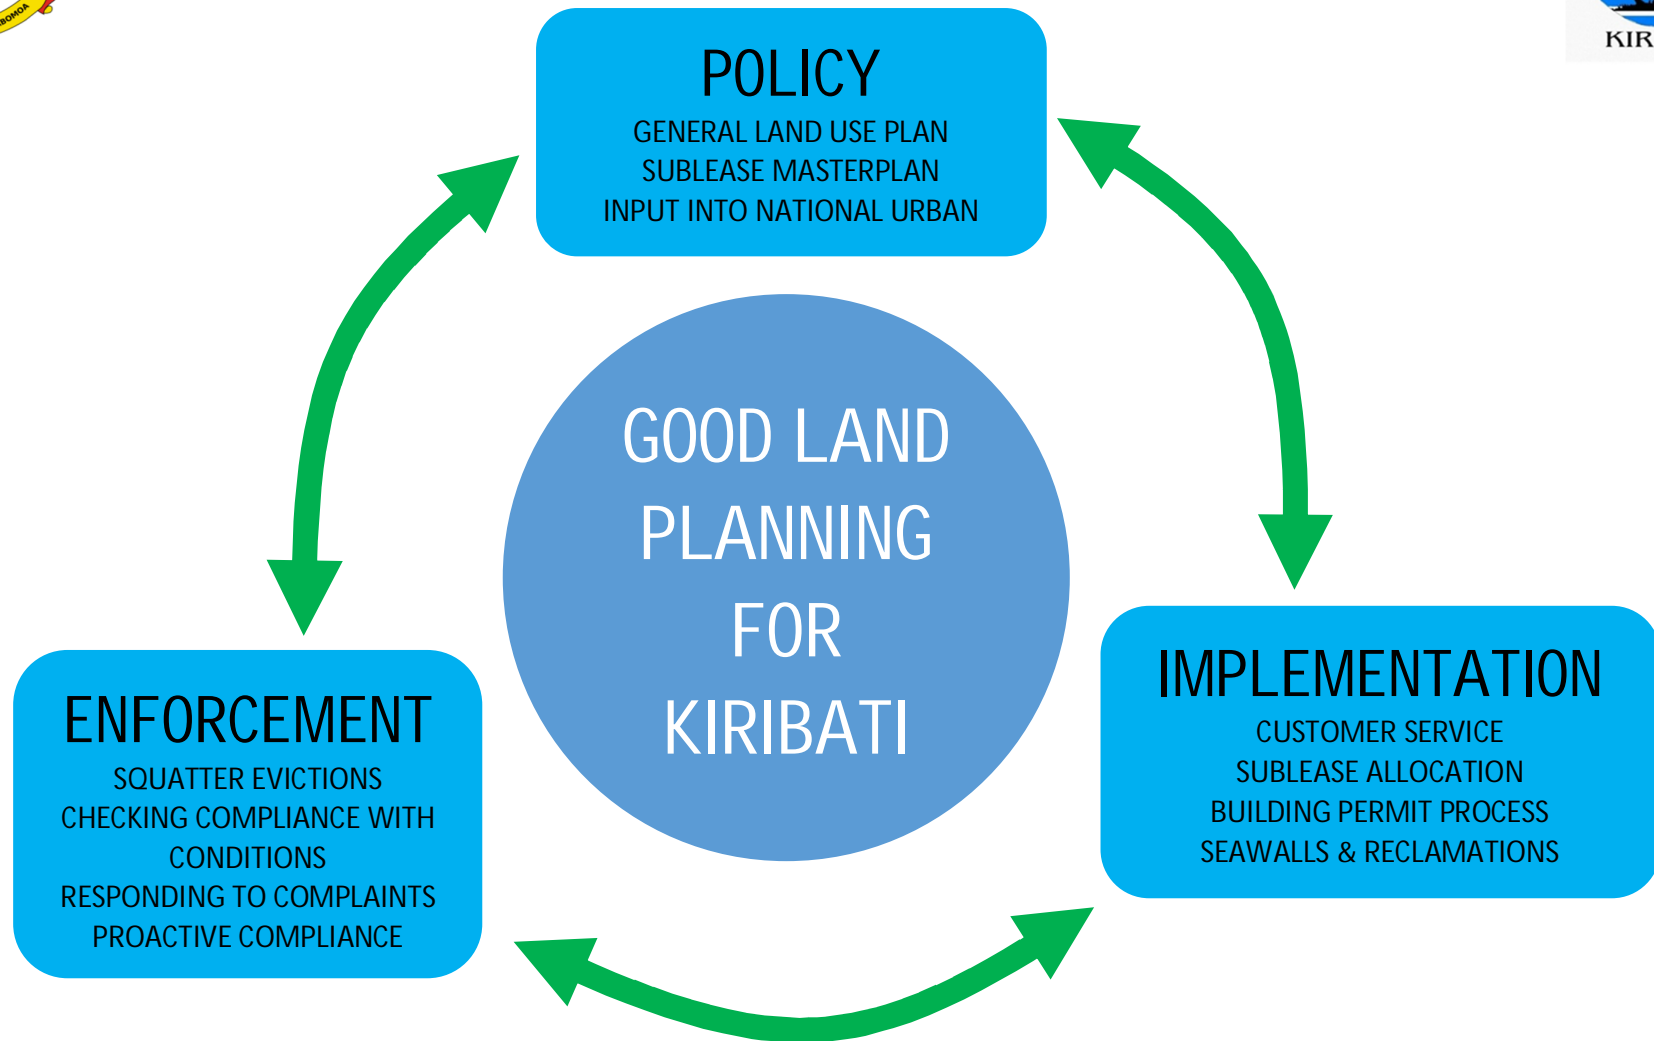 KIR
POLICY
GENERAL LAND USE PLAN
SUBLEASE MASTERPLAN
INPUT INTO NATIONAL URBAN
GOOD LAND
PLANNING
FOR
KIRIBATI
ENFORCEMENT
SQUATTER EVICTIONS
CHECKING COMPLIANCE WITH
CONDITIONS
RESPONDING TO COMPLAINTS
PROACTIVE COMPLIANCE
IMPLEMENTATION
CUSTOMER SERVICE
SUBLEASE ALLOCATION
BUILDING PERMIT PROCESS
SEAWALLS & RECLAMATIONS